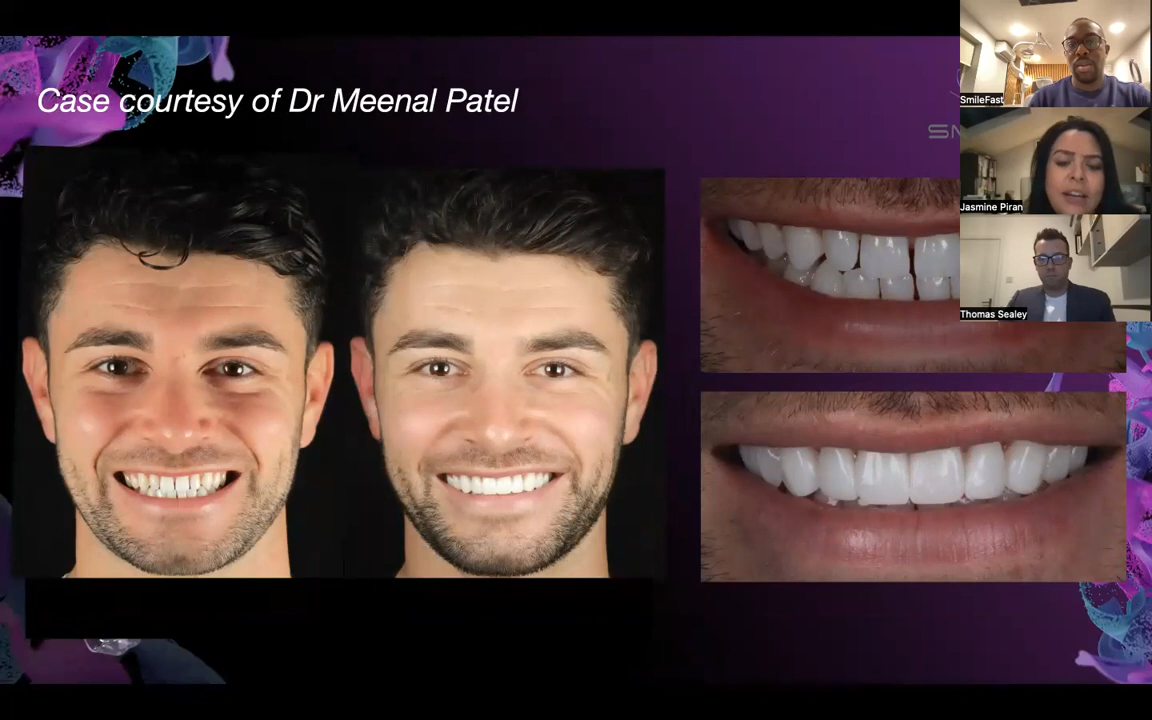 Case courtesy of Dr Meenal Patel
SmileFast
Jasmine Piran
Thomas Sealey